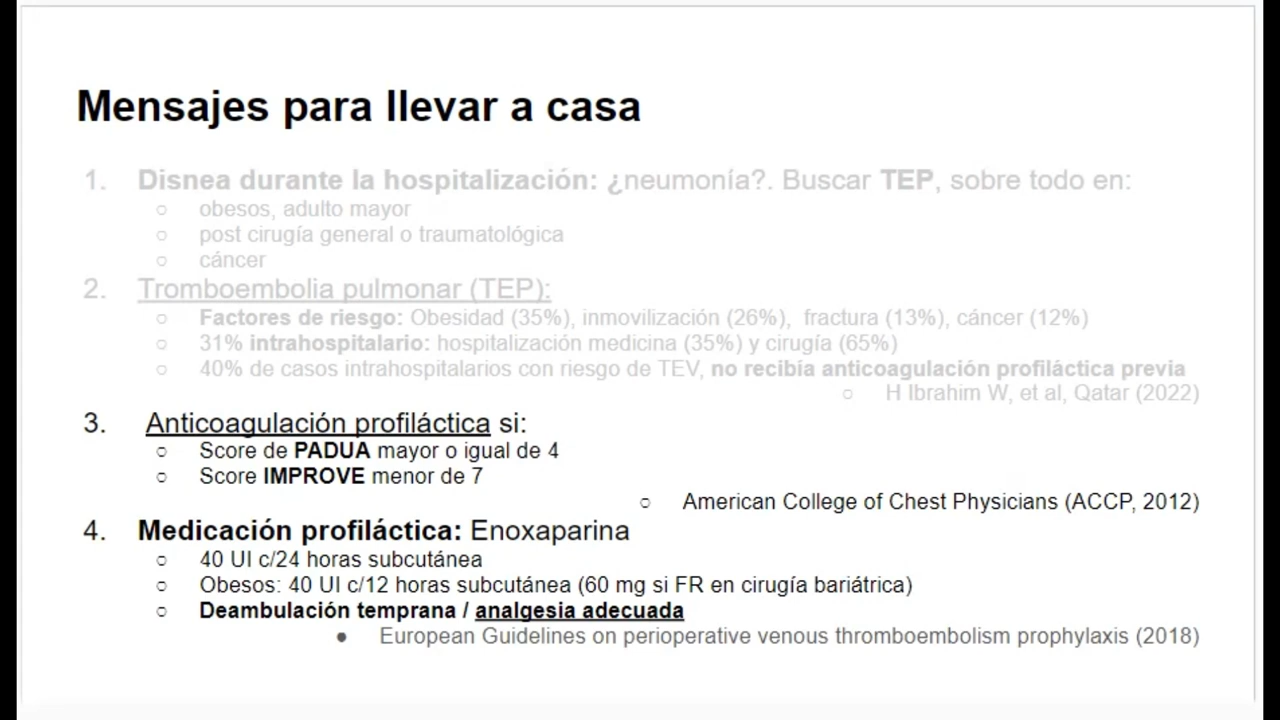 Mensajes para llevar a casa
1. Disnea durante la hospitalización: ¿neumonía?. Buscar TEP, sobre todo en:
○ obesos, adulto mayor
○ post cirugía general o traumatológica
○ cáncer
2. Tromboembolia pulmonar (TEP):
○ Factores de riesgo: Obesidad (35%), inmovilización (26%), fractura (13%), cáncer (12%)
○ 31% intrahospitalario: hospitalización medicina (35%) y cirugía (65%)
○ 40% de casos intrahospitalarios con riesgo de TEV, no recibía anticoagulación profiláctica previa
○ H Ibrahim W, et al, Qatar (2022)
3. Anticoagulación profiláctica si:
○ Score de PADUA mayor o igual de 4
○ Score IMPROVE menor de 7
○ American College of Chest Physicians (ACCP, 2012)
4. Medicación profiláctica: Enoxaparina
○ 40 UI c/24 horas subcutánea
○ Obesos: 40 UI c/12 horas subcutánea (60 mg si FR en cirugía bariátrica)
○ Deambulación temprana / analgesia adecuada
● European Guidelines on perioperative venous thromboembolism prophylaxis (2018)